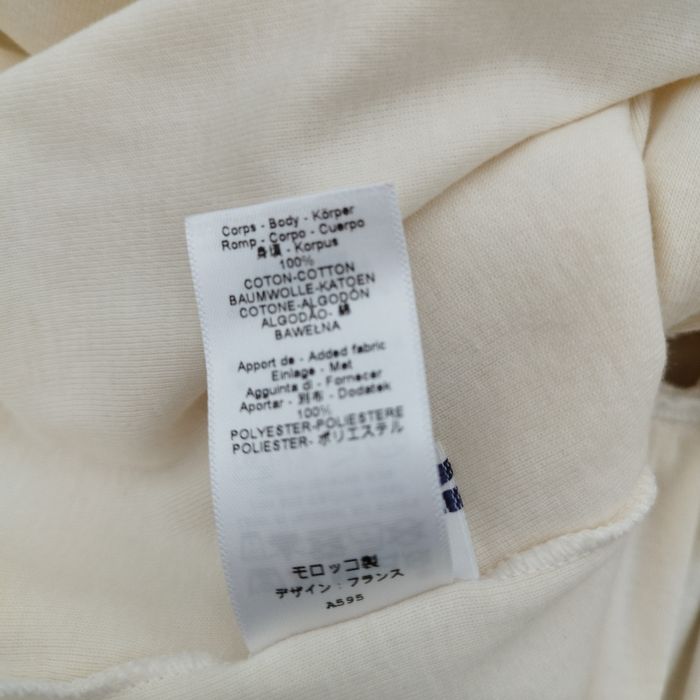 Corps - Body - Körper
Romp - Corpo - Cuerpo
身頃 - Korpus
100%
COTON-COTTON
BAUMWOLLE-KATOEN
COTONE-ALGODÓN
ALGODÃO- 綿
BAWEŁNA
Apport de - Added fabric
Einlage - Met
Aggiunta di - Fornecer
Aportar - 別布 - Dodatek
100%
POLYESTER-POLIESTERE
POLIESTER- ポリエステル
モロッコ製
デザイン : フランス
A595